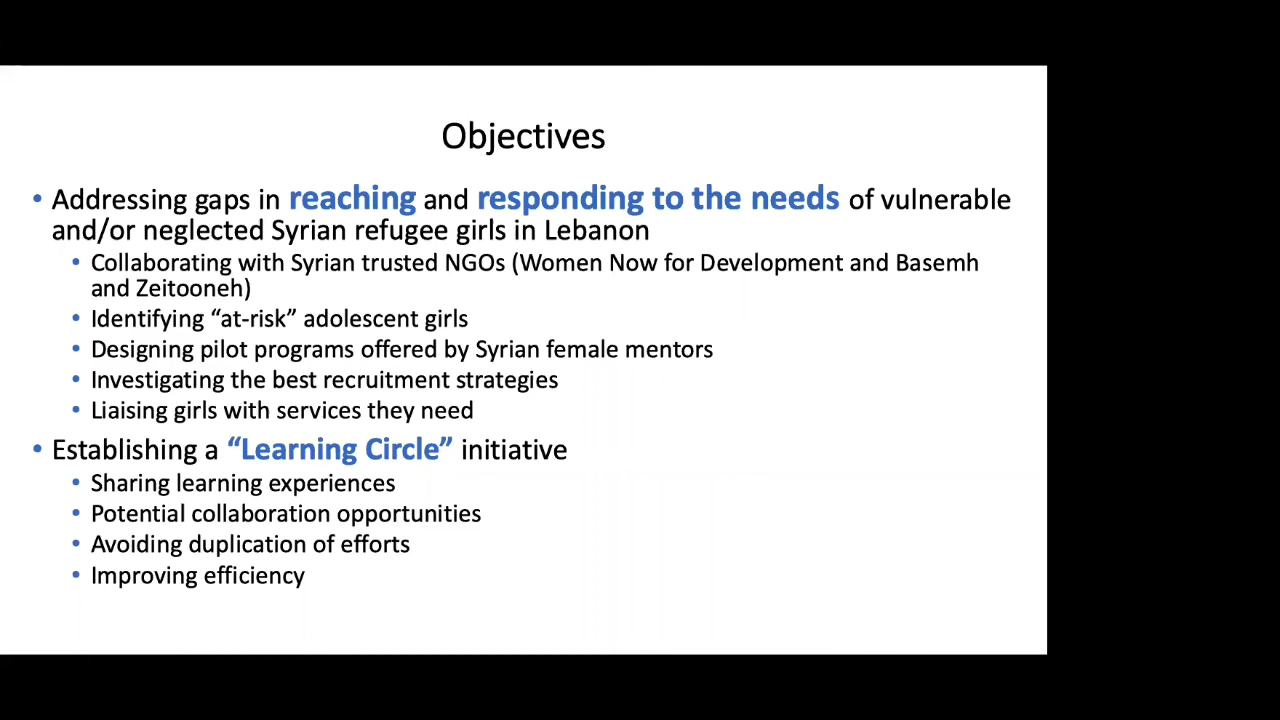 Objectives
• Addressing gaps in reaching and responding to the needs of vulnerable
and/or neglected Syrian refugee girls in Lebanon
• Collaborating with Syrian trusted NGOs (Women Now for Development and Basemh
and Zeitooneh)
• Identifying “at-risk” adolescent girls
• Designing pilot programs offered by Syrian female mentors
• Investigating the best recruitment strategies
• Liaising girls with services they need
• Establishing a “Learning Circle” initiative
• Sharing learning experiences
• Potential collaboration opportunities
• Avoiding duplication of efforts
• Improving efficiency